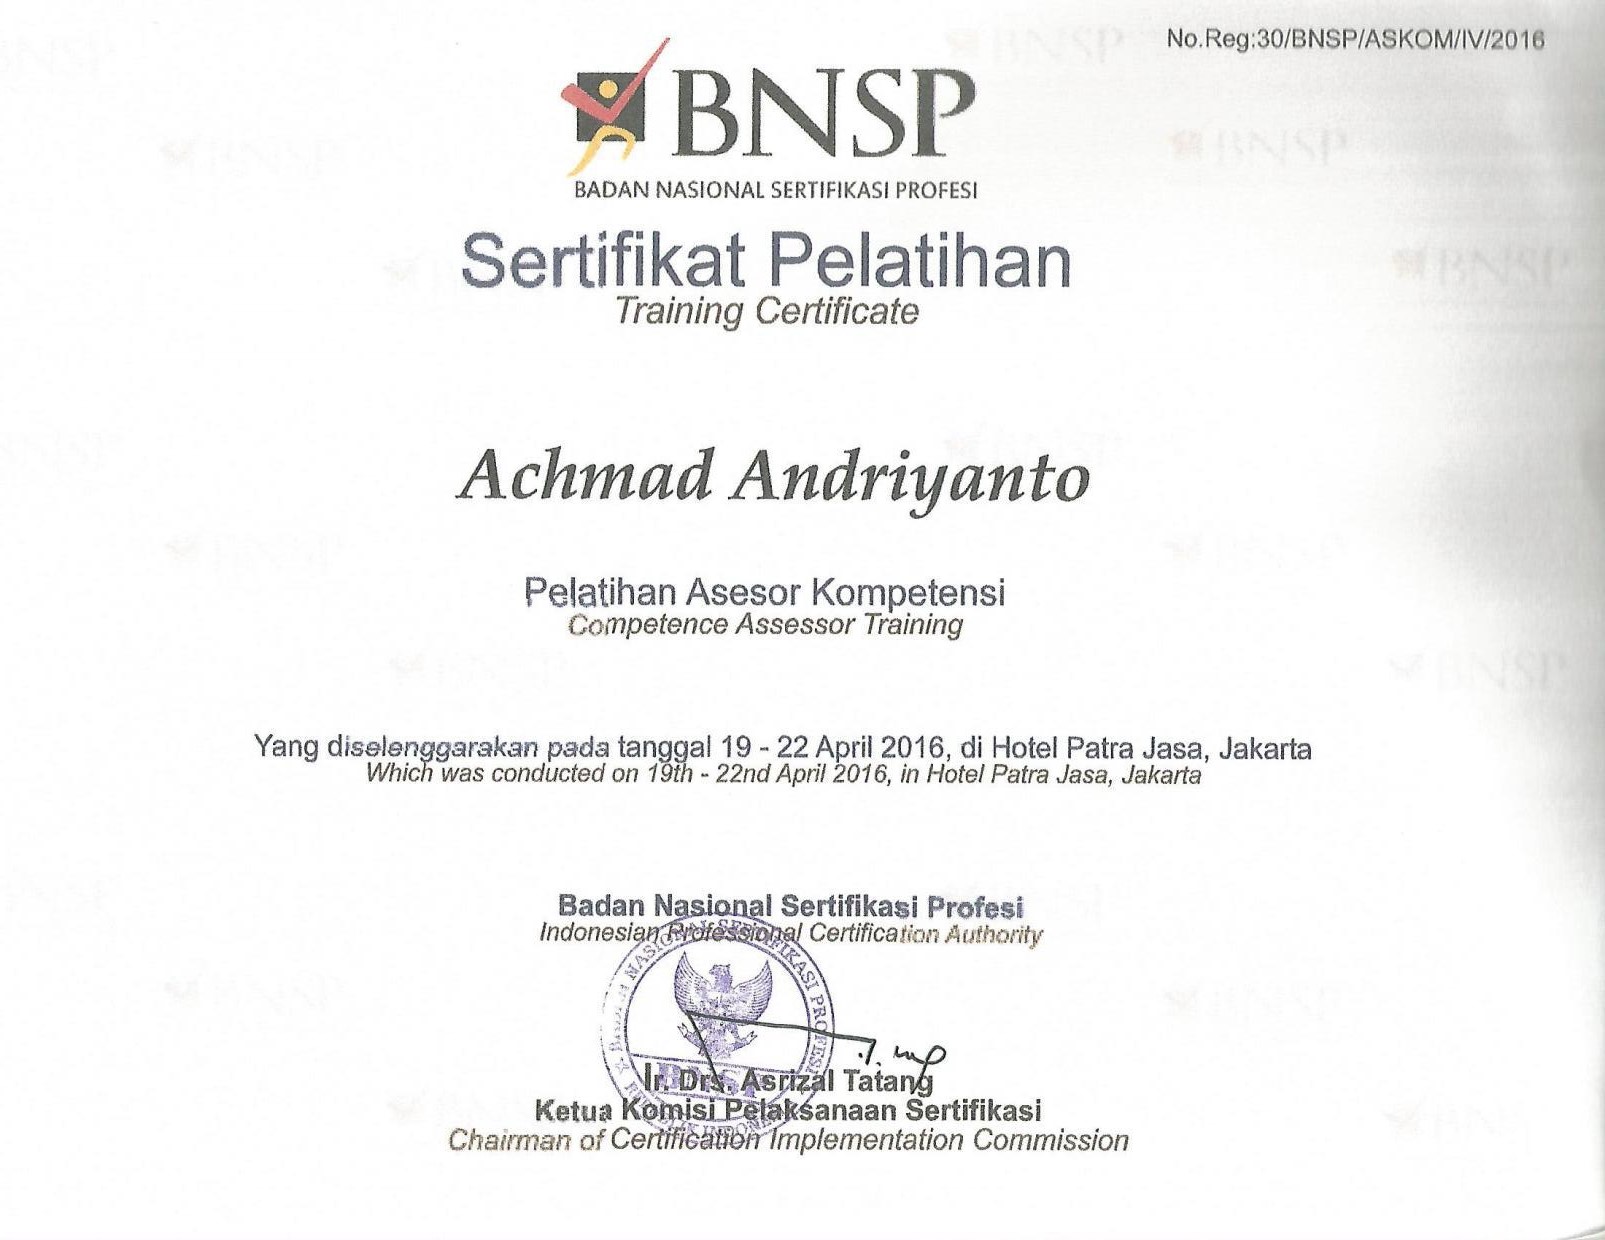 No.Reg:30/BNSP/ASKOM/IV/2016
BNSP
BADAN NASIONAL SERTIFIKASI PROFESI
Sertifikat Pelatihan
Training Certificate
Achmad Andriyanto
Pelatihan Asesor Kompetensi
Competence Assessor Training
Yang diselenggarakan pada tanggal 19 - 22 April 2016, di Hotel Patra Jasa, Jakarta
Which was conducted on 19th - 22nd April 2016, in Hotel Patra Jasa, Jakarta
Badan Nasional Sertifikasi Profesi
Indonesian Professional Certification Authority
BADAN NASIONAL SERTIFIKASI PROFESI
BNSP
REPUBLIK INDONESIA
Ir. Drs. Asrizal Tatang
Ketua Komisi Pelaksanaan Sertifikasi
Chairman of Certification Implementation Commission